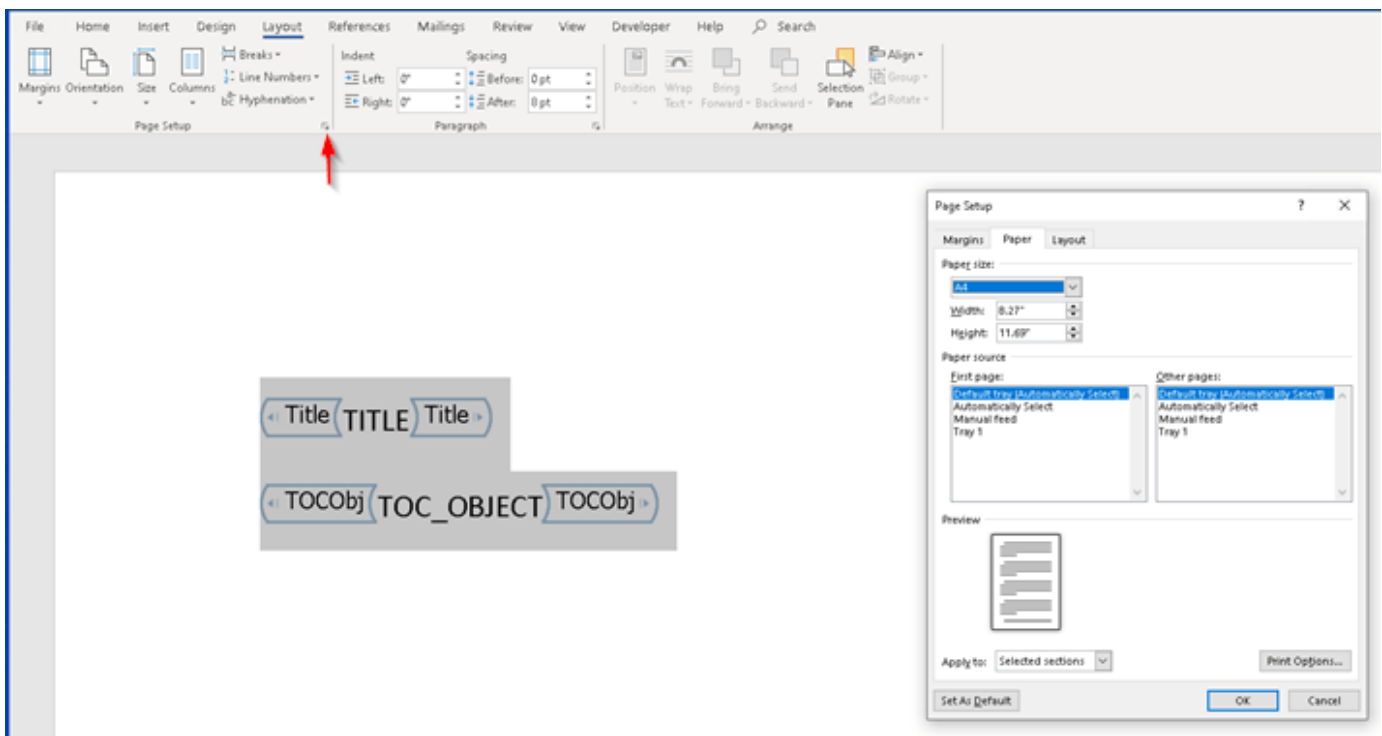 File Home Insert Design Layout References Mailings Review View Developer Help Search
Breaks
Indent Spacing
Align
Line Numbers
Left: 0"
Before: 0 pt
Group
Margins Orientation Size Columns
Position Wrap Text Bring Forward Send Backward Selection Pane
Hyphenation
Right: 0"
After: 8 pt
Rotate
Page Setup Paragraph Arrange
Page Setup ? X
Margins Paper Layout
Paper size:
A4
Width: 8.27"
Height: 11.69"
Paper source
First page: Other pages:
Default tray (Automatically Select) Default tray (Automatically Select)
Automatically Select Automatically Select
Manual feed Manual feed
Tray 1 Tray 1
Title TITLE Title
TOCObj TOC_OBJECT TOCObj
Preview
Apply to: Selected sections Print Options...
Set As Default OK Cancel